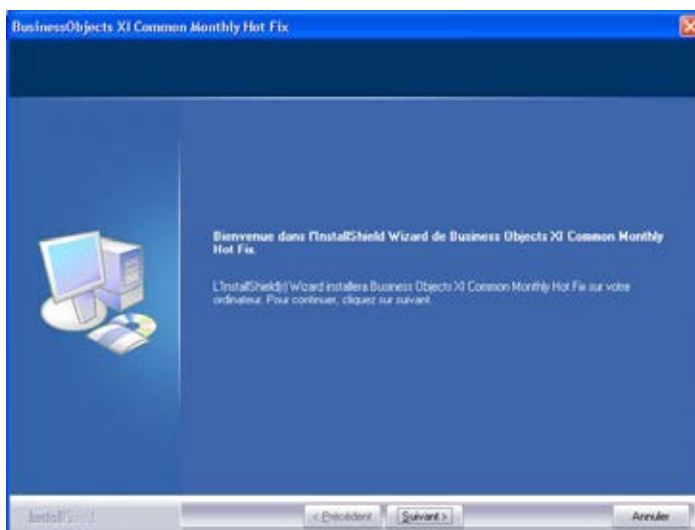 BusinessObjects XI Common Monthly Hot Fix
Bienvenue dans l'InstallShield Wizard de Business Objects XI Common Monthly
Hot Fix.
L'InstallShield(r) Wizard installera Business Objects XI Common Monthly Hot Fix sur votre
ordinateur. Pour continuer, cliquez sur suivant.
InstallShield
< Précédent
Suivant >
Annuler